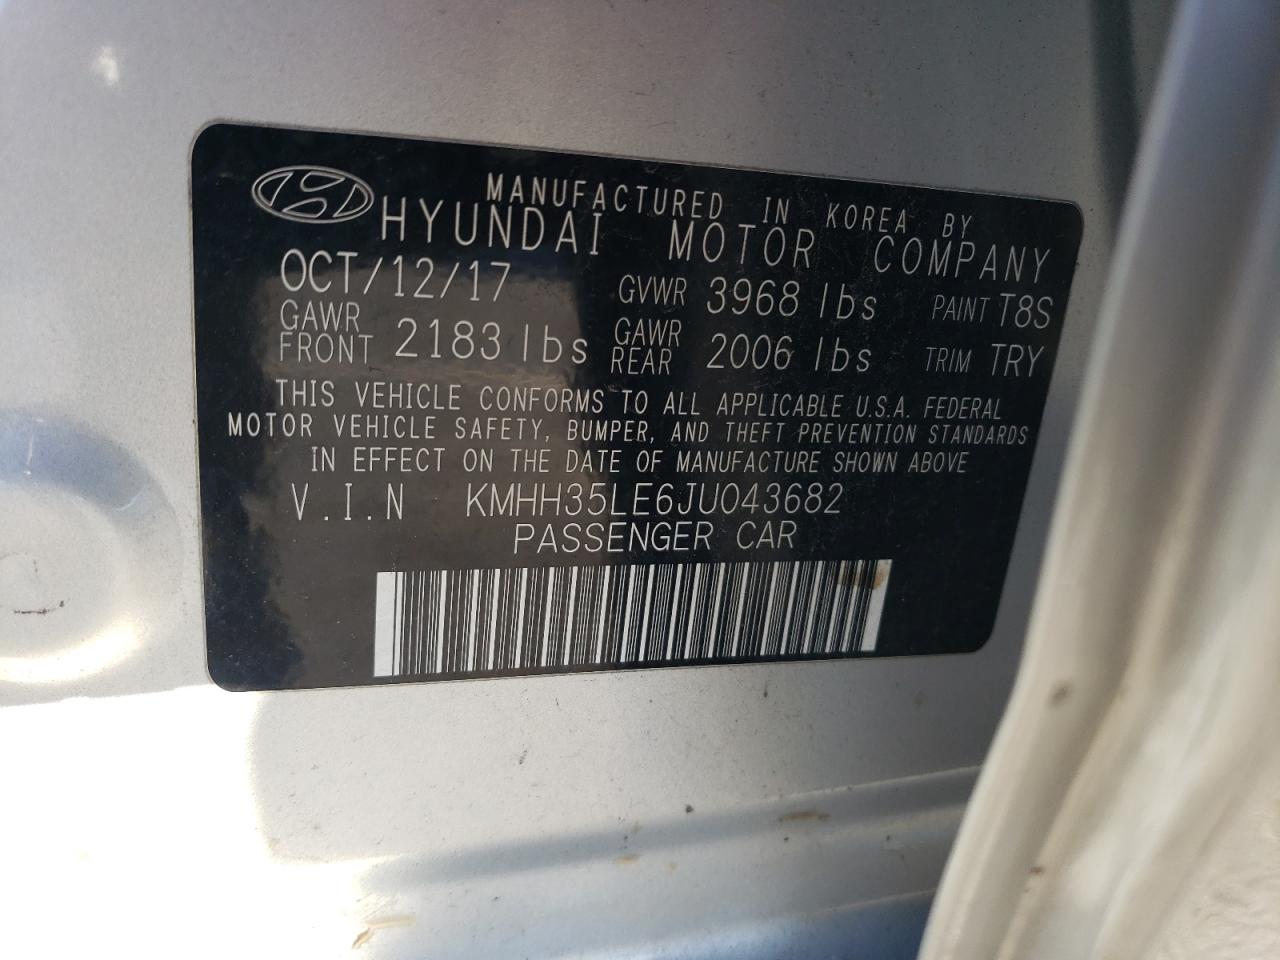 MANUFACTURED IN KOREA BY
HYUNDAI MOTOR COMPANY
OCT/12/17 GVWR 3968 lbs PAINT T8S
GAWR FRONT 2183 lbs GAWR REAR 2006 lbs TRIM TRY
THIS VEHICLE CONFORMS TO ALL APPLICABLE U.S.A. FEDERAL
MOTOR VEHICLE SAFETY, BUMPER, AND THEFT PREVENTION STANDARDS
IN EFFECT ON THE DATE OF MANUFACTURE SHOWN ABOVE
V.I.N KMHH35LE6JU043682
PASSENGER CAR